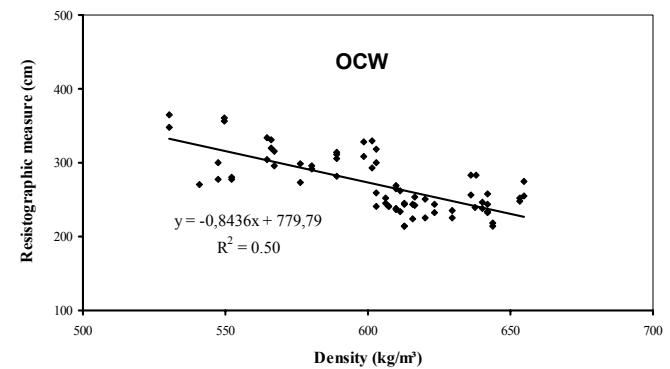 500
OCW
400
300
200
100
Resistographic measure (cm)
y = -0,8436x + 779,79
R² = 0.50
500 550 600 650 700
Density (kg/m³)